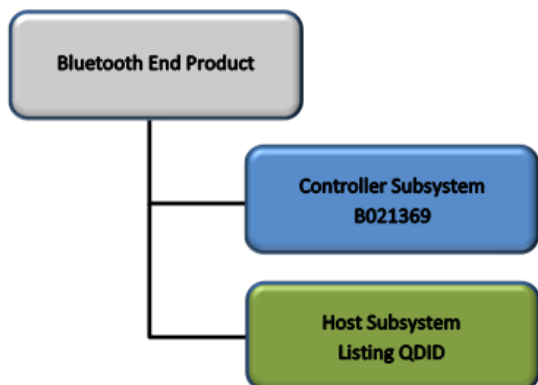 Bluetooth End Product
Controller Subsystem
B021369
Host Subsystem
Listing QDID